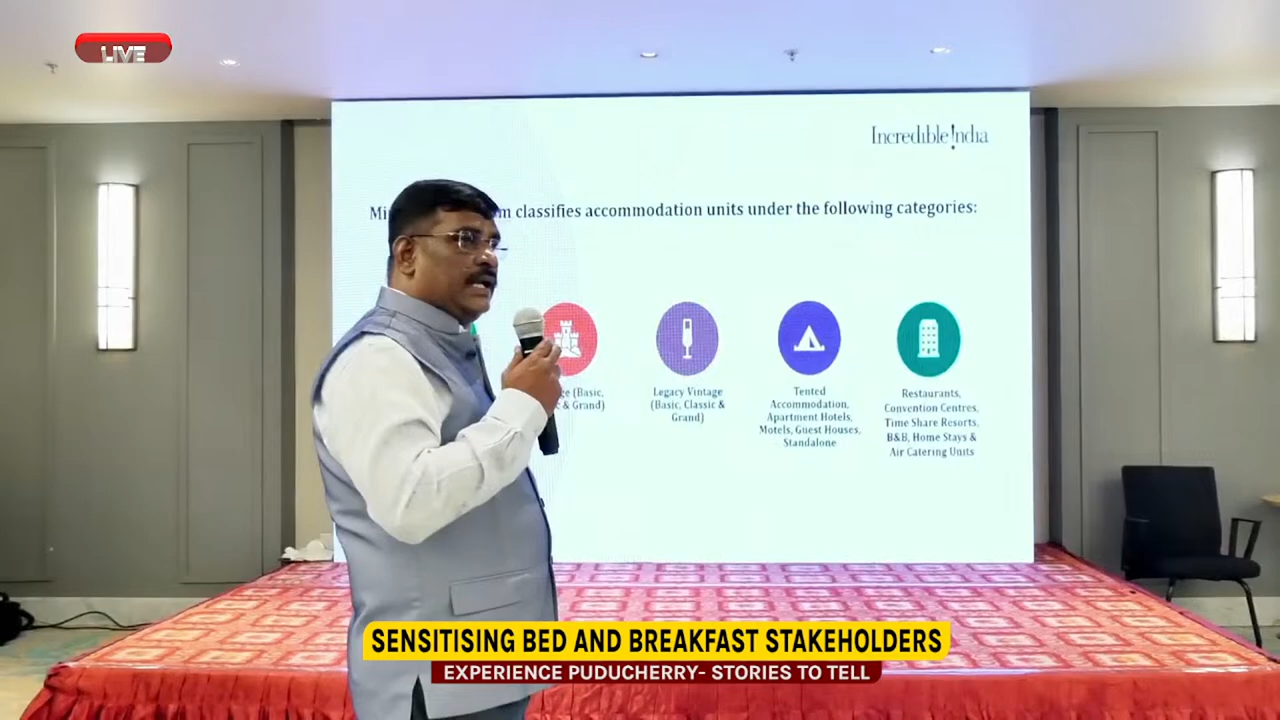 LIVE
Incredible !ndia
classifies accommodation units under the following categories:
(Basic,
& Grand)
Legacy Vintage
(Basic, Classic &
Grand)
Tented
Accommodation,
Apartment Hotels,
Motels, Guest Houses,
Standalone
Restaurants,
Convention Centres,
Time Share Resorts,
B&B, Home Stays &
Air Catering Units
SENSITISING BED AND BREAKFAST STAKEHOLDERS
EXPERIENCE PUDUCHERRY- STORIES TO TELL